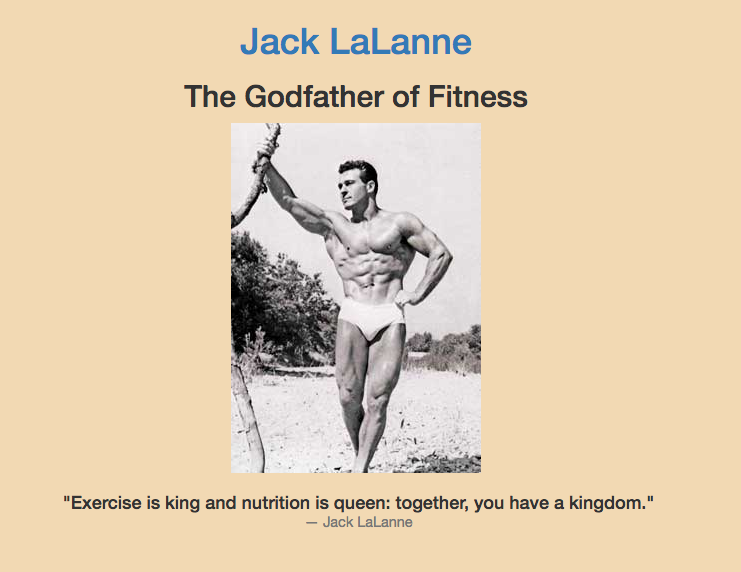 Jack LaLanne
The Godfather of Fitness
"Exercise is king and nutrition is queen: together, you have a kingdom."
— Jack LaLanne